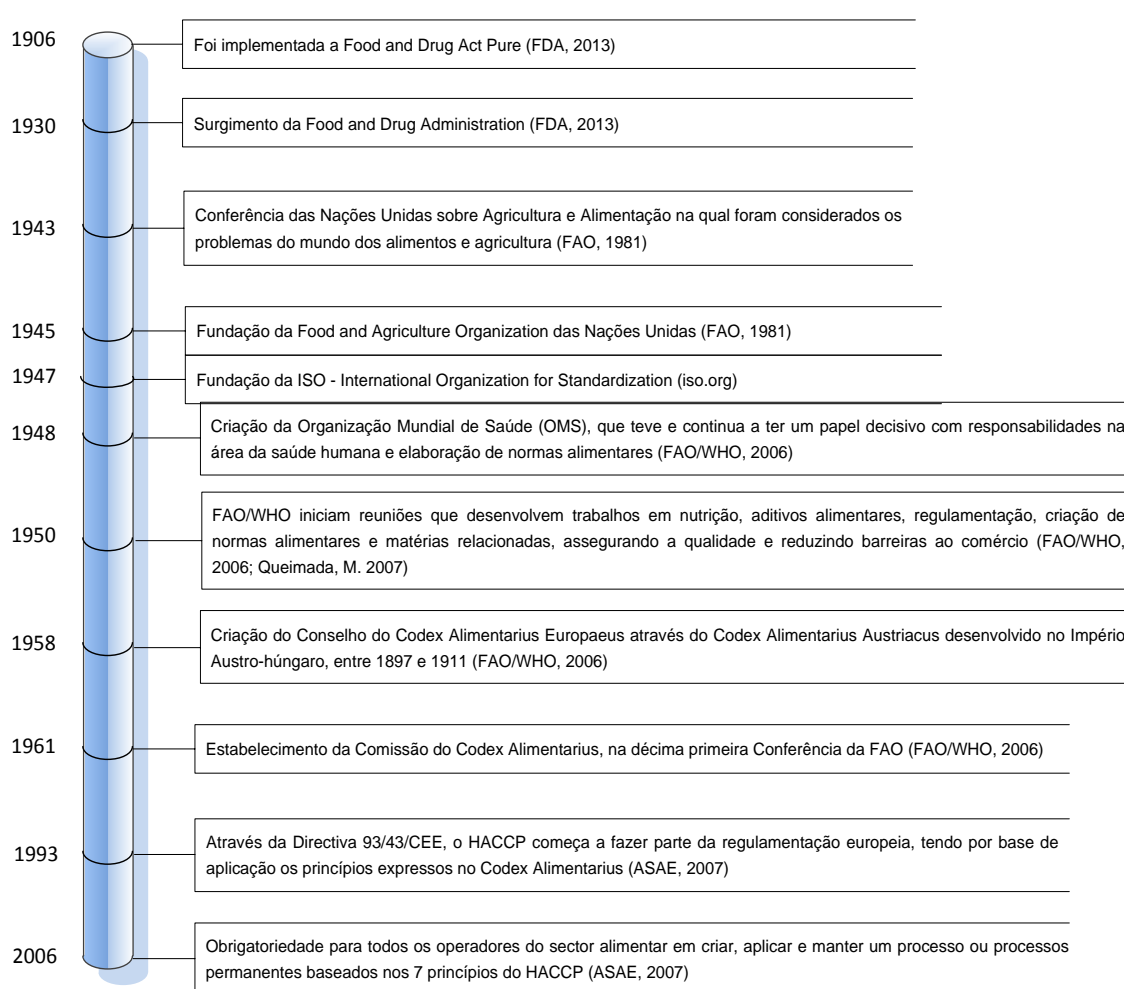 1906
Foi implementada a Food and Drug Act Pure (FDA, 2013)
1930
Surgimento da Food and Drug Administration (FDA, 2013)
1943
Conferência das Nações Unidas sobre Agricultura e Alimentação na qual foram considerados os
problemas do mundo dos alimentos e agricultura (FAO, 1981)
1945
Fundação da Food and Agriculture Organization das Nações Unidas (FAO, 1981)
1947
Fundação da ISO - International Organization for Standardization (iso.org)
1948
Criação da Organização Mundial de Saúde (OMS), que teve e continua a ter um papel decisivo com responsabilidades na
área da saúde humana e elaboração de normas alimentares (FAO/WHO, 2006)
1950
FAO/WHO iniciam reuniões que desenvolvem trabalhos em nutrição, aditivos alimentares, regulamentação, criação de
normas alimentares e matérias relacionadas, assegurando a qualidade e reduzindo barreiras ao comércio (FAO/WHO,
2006; Queimada, M. 2007)
1958
Criação do Conselho do Codex Alimentarius Europaeus através do Codex Alimentarius Austriacus desenvolvido no Império
Austro-húngaro, entre 1897 e 1911 (FAO/WHO, 2006)
1961
Estabelecimento da Comissão do Codex Alimentarius, na décima primeira Conferência da FAO (FAO/WHO, 2006)
1993
Através da Directiva 93/43/CEE, o HACCP começa a fazer parte da regulamentação europeia, tendo por base de
aplicação os princípios expressos no Codex Alimentarius (ASAE, 2007)
2006
Obrigatoriedade para todos os operadores do sector alimentar em criar, aplicar e manter um processo ou processos
permanentes baseados nos 7 princípios do HACCP (ASAE, 2007)